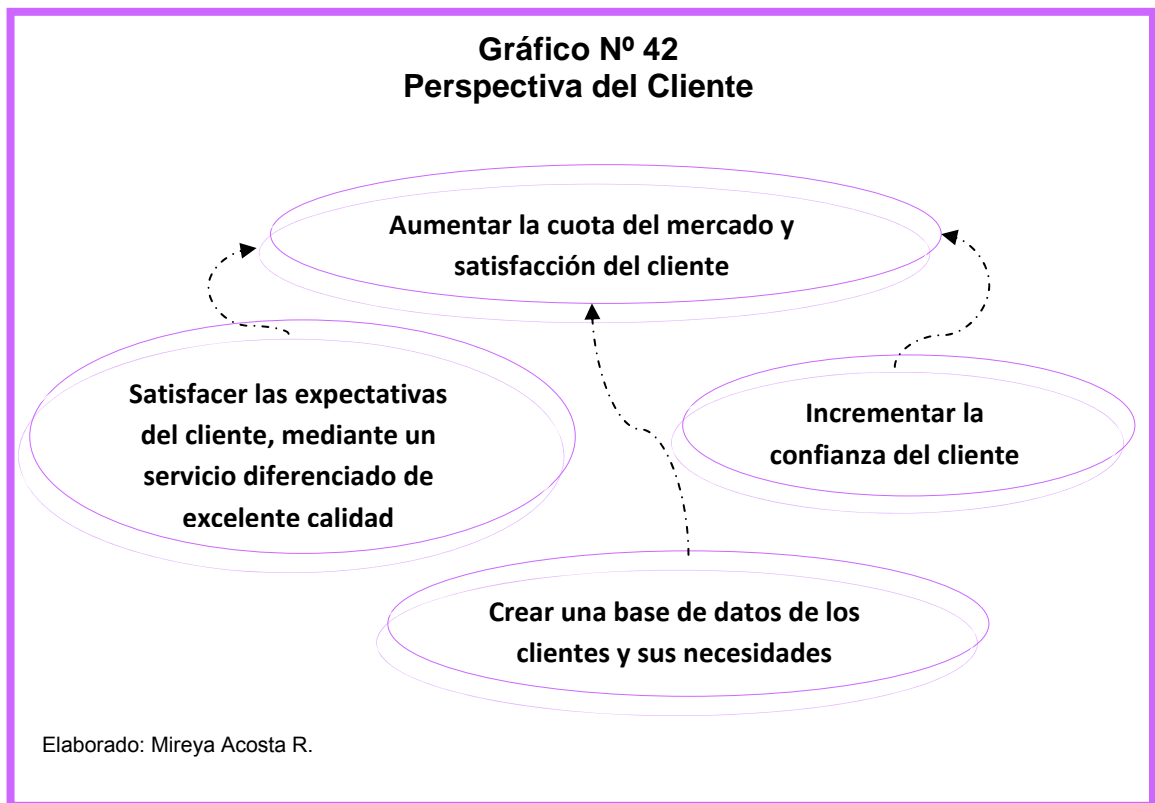 Gráfico Nº 42
Perspectiva del Cliente
Aumentar la cuota del mercado y
satisfacción del cliente
Satisfacer las expectativas
del cliente, mediante un
servicio diferenciado de
excelente calidad
Incrementar la
confianza del cliente
Crear una base de datos de los
clientes y sus necesidades
Elaborado: Mireya Acosta R.